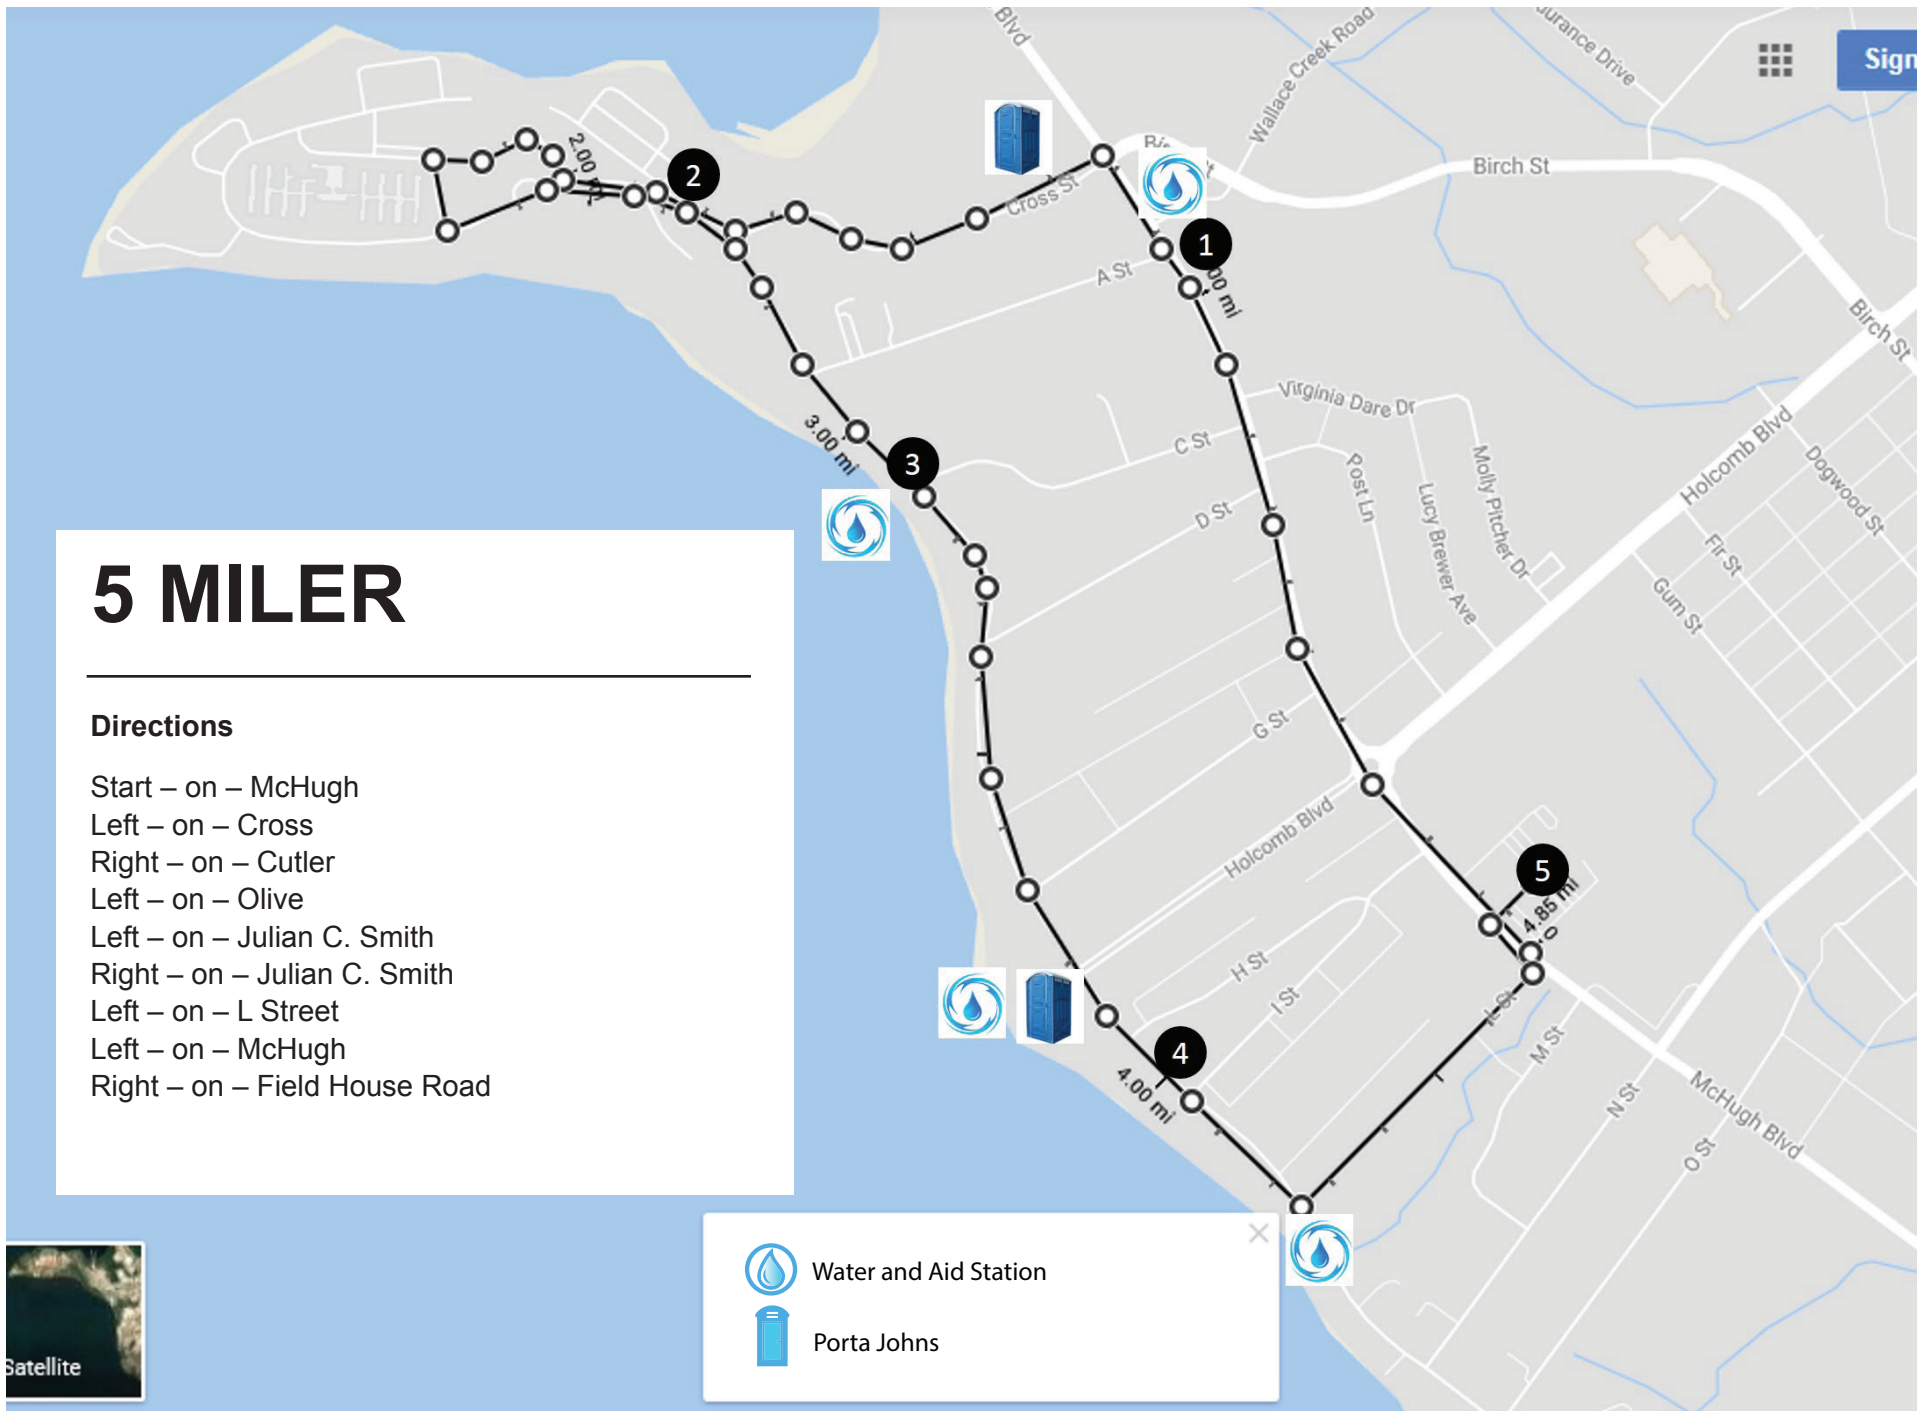 Blvd
Wallace Creek Road
Drive
Sign
Birch St
Cross St
2.00 mi
2
1
A St
Birch St
Virginia Dare Dr
C St
Post Ln
Lucy Brewer Ave
Molly Pitcher Dr
Holcomb Blvd
Dogwood St
Fir St
Gum St
3.00 mi
3
D St
G St
Holcomb Blvd
5
4.85 mi
0
H St
I St
L St
M St
N St
O St
McHugh Blvd
4
4.00 mi
5 MILER
Directions
Start – on – McHugh
Left – on – Cross
Right – on – Cutler
Left – on – Olive
Left – on – Julian C. Smith
Right – on – Julian C. Smith
Left – on – L Street
Left – on – McHugh
Right – on – Field House Road
Water and Aid Station
Porta Johns
Satellite